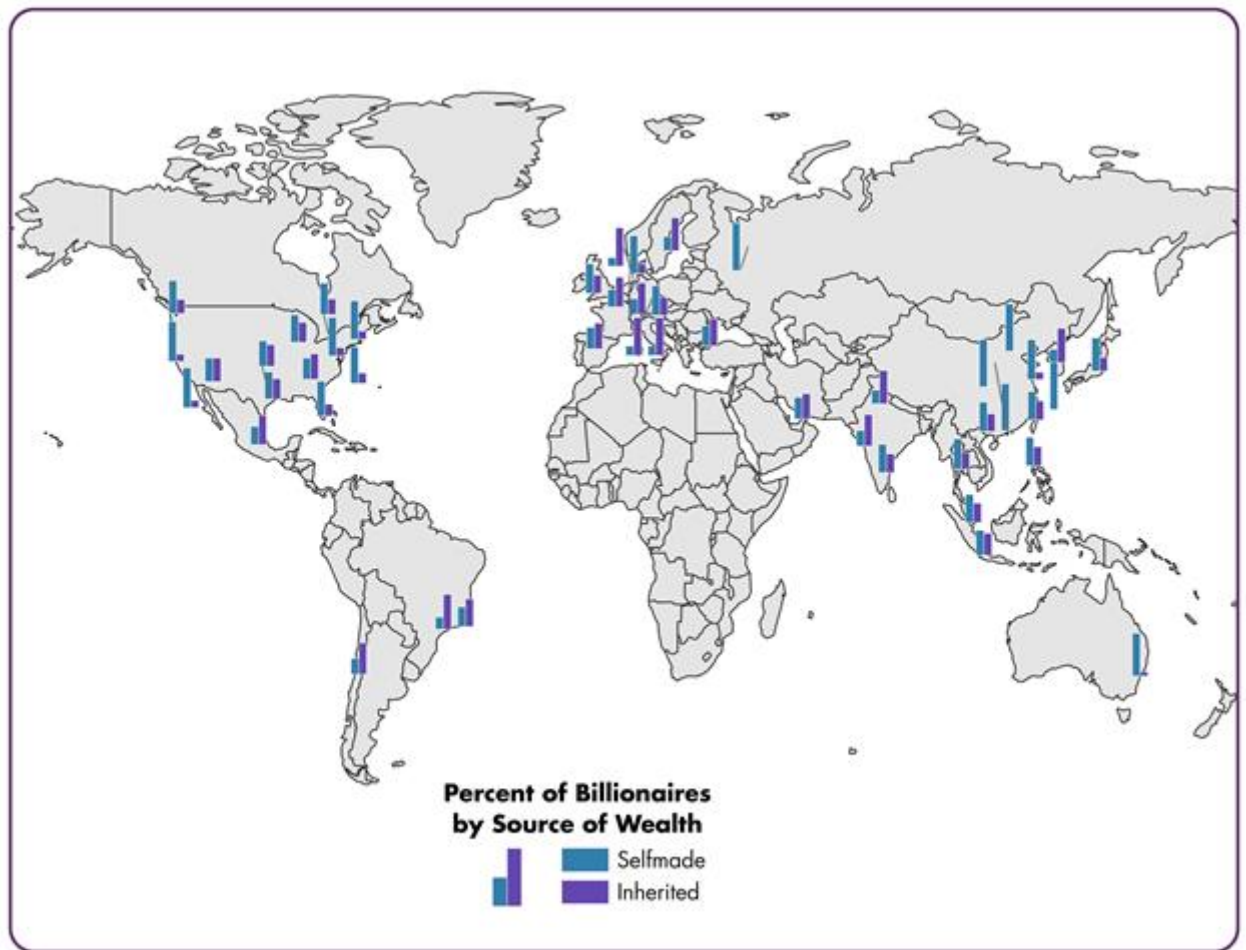 Percent of Billionaires
by Source of Wealth
Selfmade
Inherited